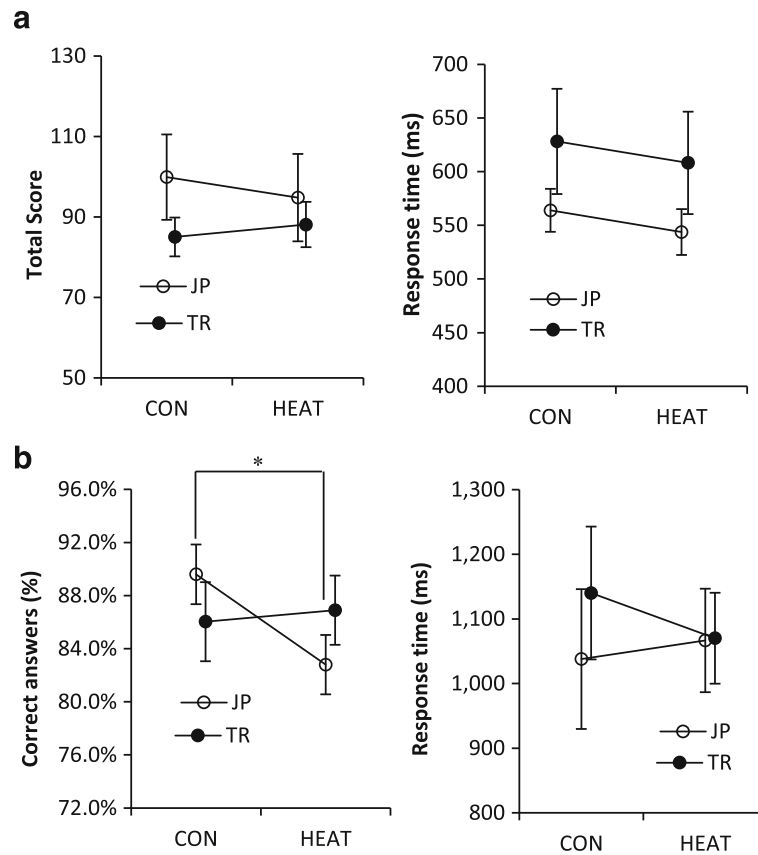 a
Total Score
130
110
90
70
50
JP
TR
CON HEAT
Response time (ms)
700
650
600
550
500
450
400
JP
TR
CON HEAT
b
Correct answers (%)
96.0%
92.0%
88.0%
84.0%
80.0%
76.0%
72.0%
*
JP
TR
CON HEAT
Response time (ms)
1,300
1,200
1,100
1,000
900
800
JP
TR
CON HEAT